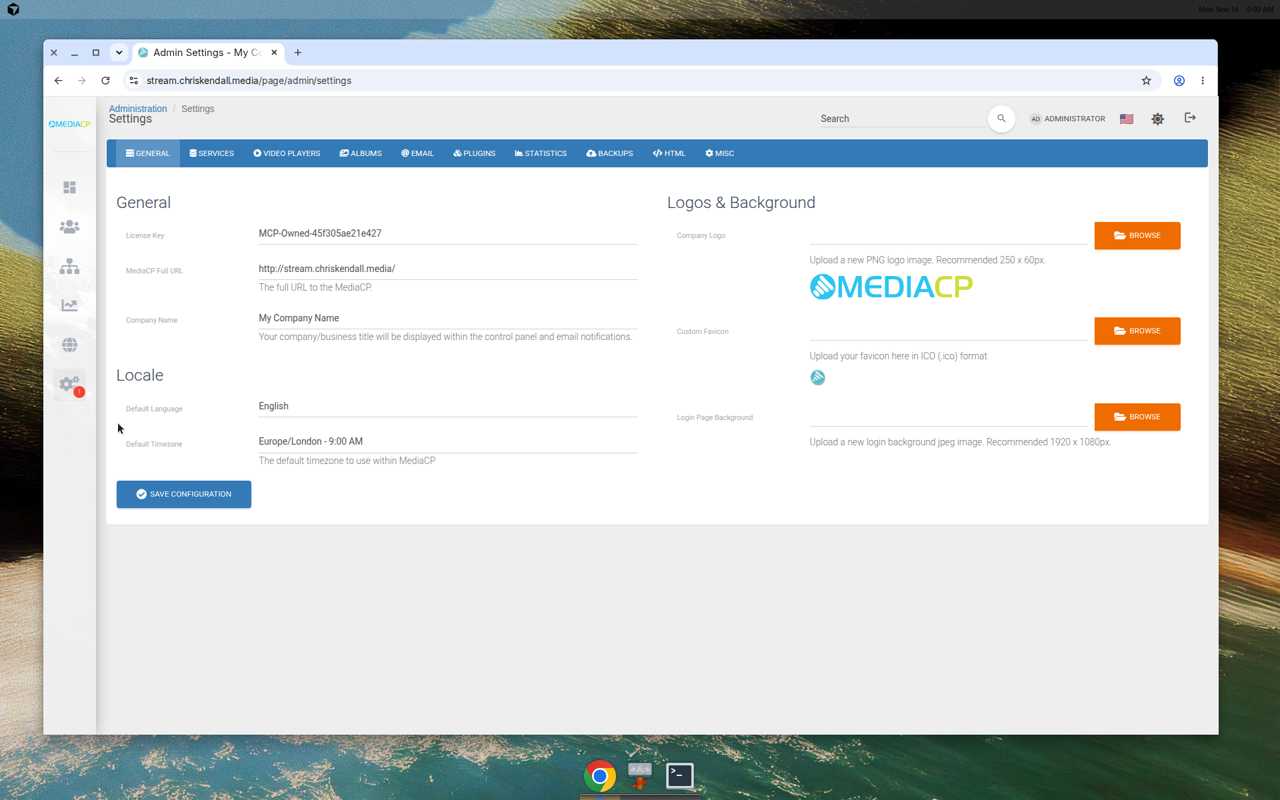 Mon Nov 16 9:00 AM
Admin Settings - My C
stream.chriskendall.media/page/admin/settings
MEDIACP
Administration / Settings
Settings
Search
AD ADMINISTRATOR
GENERAL SERVICES VIDEO PLAYERS ALBUMS EMAIL PLUGINS STATISTICS BACKUPS HTML MISC
General
License Key MCP-Owned-45f305ae21e427
MediaCP Full URL http://stream.chriskendall.media/
The full URL to the MediaCP.
Company Name My Company Name
Your company/business title will be displayed within the control panel and email notifications.
Locale
Default Language English
Default Timezone Europe/London - 9:00 AM
The default timezone to use within MediaCP
SAVE CONFIGURATION
Logos & Background
Company Logo BROWSE
Upload a new PNG logo image. Recommended 250 x 60px.
MEDIACP
Custom Favicon BROWSE
Upload your favicon here in ICO (.ico) format
Login Page Background BROWSE
Upload a new login background jpeg image. Recommended 1920 x 1080px.
1